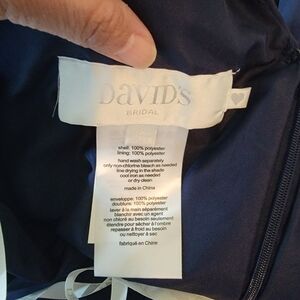 DAVID'S
BRIDAL
shell: 100% polyester
lining: 100% polyester
hand wash separately
only non-chlorine bleach as needed
line drying in the shade
cool iron as needed
or dry clean
made in China
enveloppe: 100% polyester
doublure: 100% polyester
laver à la main séparément
blanchir avec un agent
non chloré au besoin seulement
étendre pour sécher à l'ombre
repasser à froid au besoin
ou nettoyer à sec
fabriqué en Chine